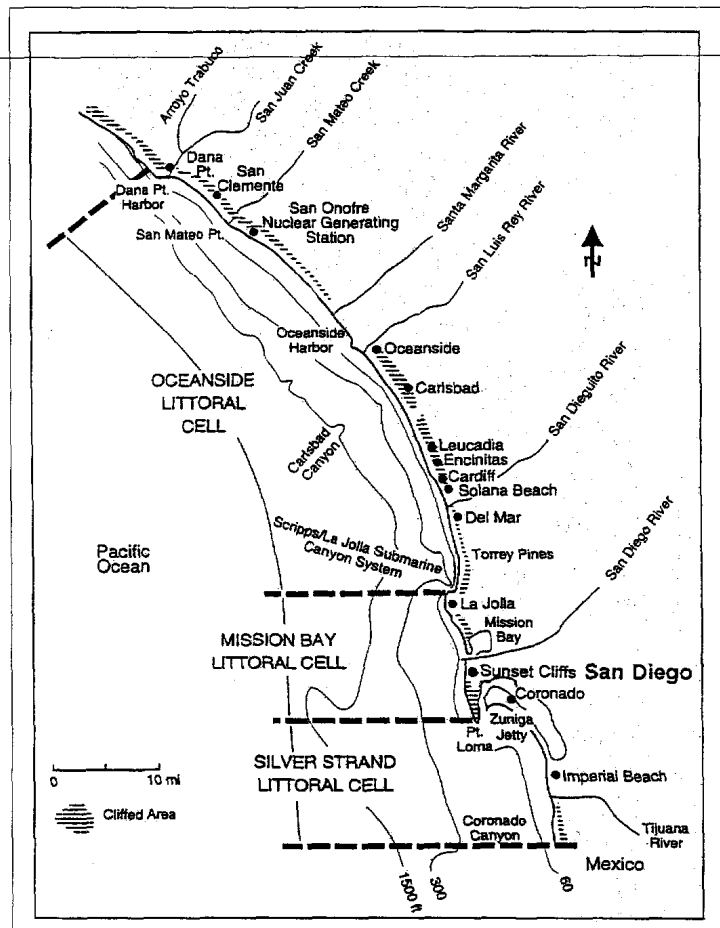 Arroyo Trabuco
San Juan Creek
San Mateo Creek
Dana
Pt.
San
Clemente
Dana Pt.
Harbor
San Mateo Pt.
San Onofre
Nuclear Generating
Station
Santa Margarita River
San Luis Rey River
N
Oceanside
Harbor
Oceanside
OCEANSIDE
LITTORAL
CELL
Carlsbad
San Dieguito River
Carlsbad
Canyon
Leucadia
Encinitas
Cardiff
Solana Beach
Del Mar
Scripps/La Jolla Submarine
Canyon System
Torrey Pines
San Diego River
Pacific
Ocean
La Jolla
Mission
Bay
MISSION BAY
LITTORAL CELL
Sunset Cliffs
San Diego
Coronado
Zuniga
Jetty
Pt.
Loma
SILVER STRAND
LITTORAL CELL
0
10 mi
Imperial Beach
Cliffed Area
Coronado
Canyon
Tijuana
River
Mexico
1500 ft
300
60